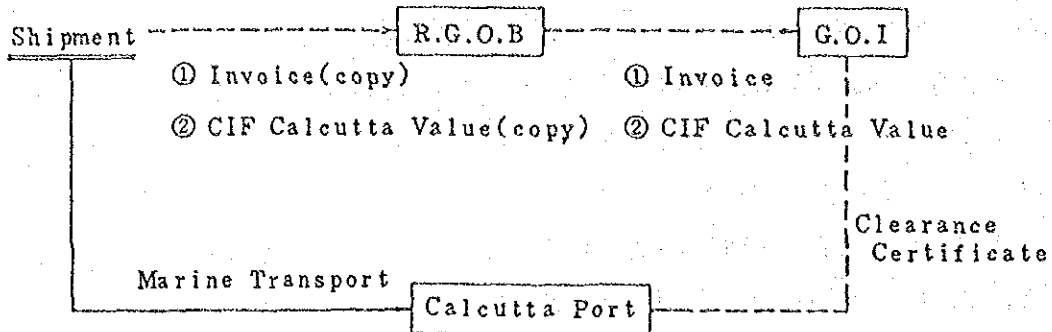 Shipment R.G.O.B G.O.I
① Invoice(copy) ① Invoice
② CIF Calcutta Value(copy) ② CIF Calcutta Value
Clearance
Certificate
Marine Transport
Calcutta Port